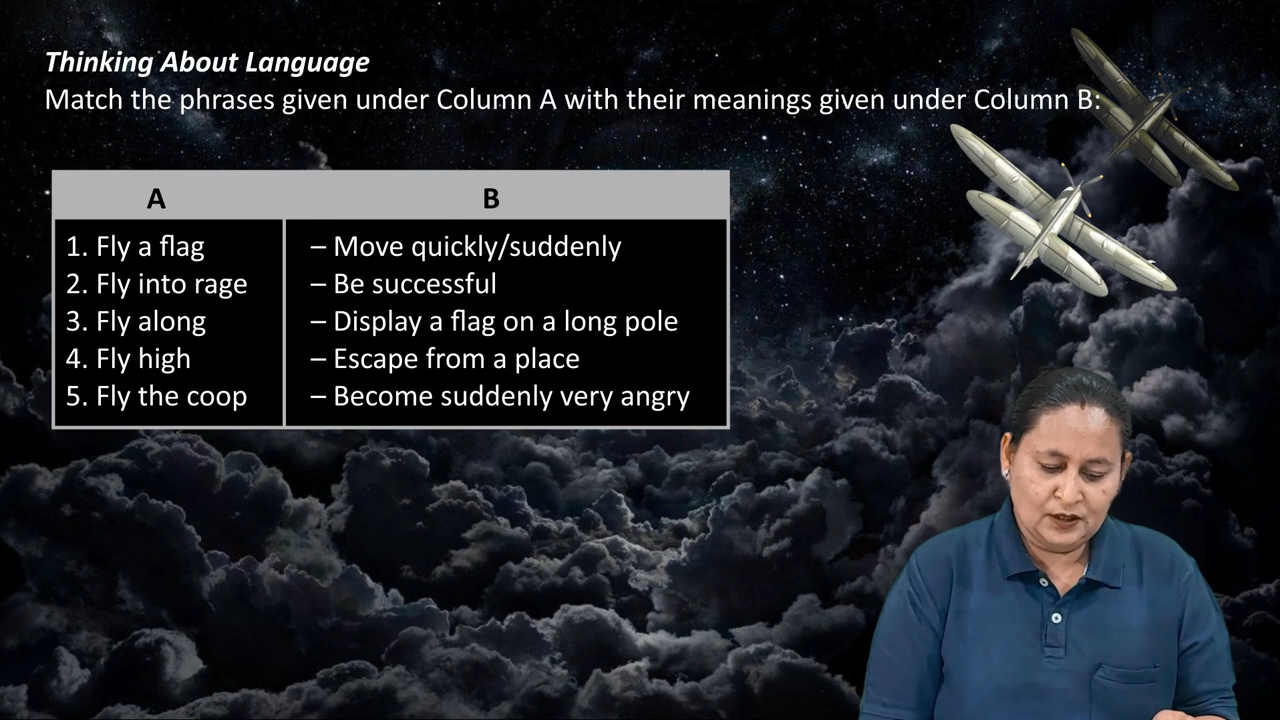 Thinking About Language
Match the phrases given under Column A with their meanings given under Column B:
A B
1. Fly a flag – Move quickly/suddenly
2. Fly into rage – Be successful
3. Fly along – Display a flag on a long pole
4. Fly high – Escape from a place
5. Fly the coop – Become suddenly very angry